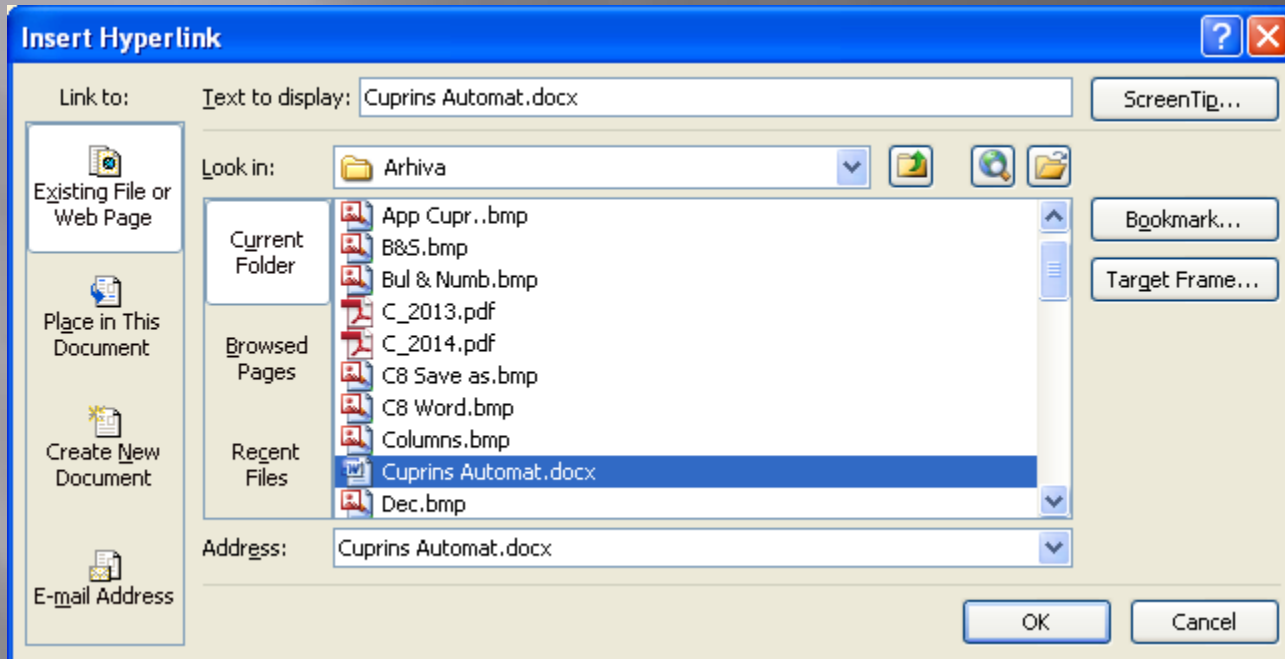 Insert Hyperlink
Link to:
Text to display: Cuprins Automat.docx
ScreenTip...
Existing File or
Web Page
Look in: Arhiva
Current
Folder
App Cupr..bmp
B&S.bmp
Bul & Numb.bmp
C_2013.pdf
C_2014.pdf
C8 Save as.bmp
C8 Word.bmp
Columns.bmp
Cuprins Automat.docx
Dec.bmp
Bookmark...
Target Frame...
Place in This
Document
Browsed
Pages
Create New
Document
Recent
Files
E-mail Address
Address: Cuprins Automat.docx
OK
Cancel